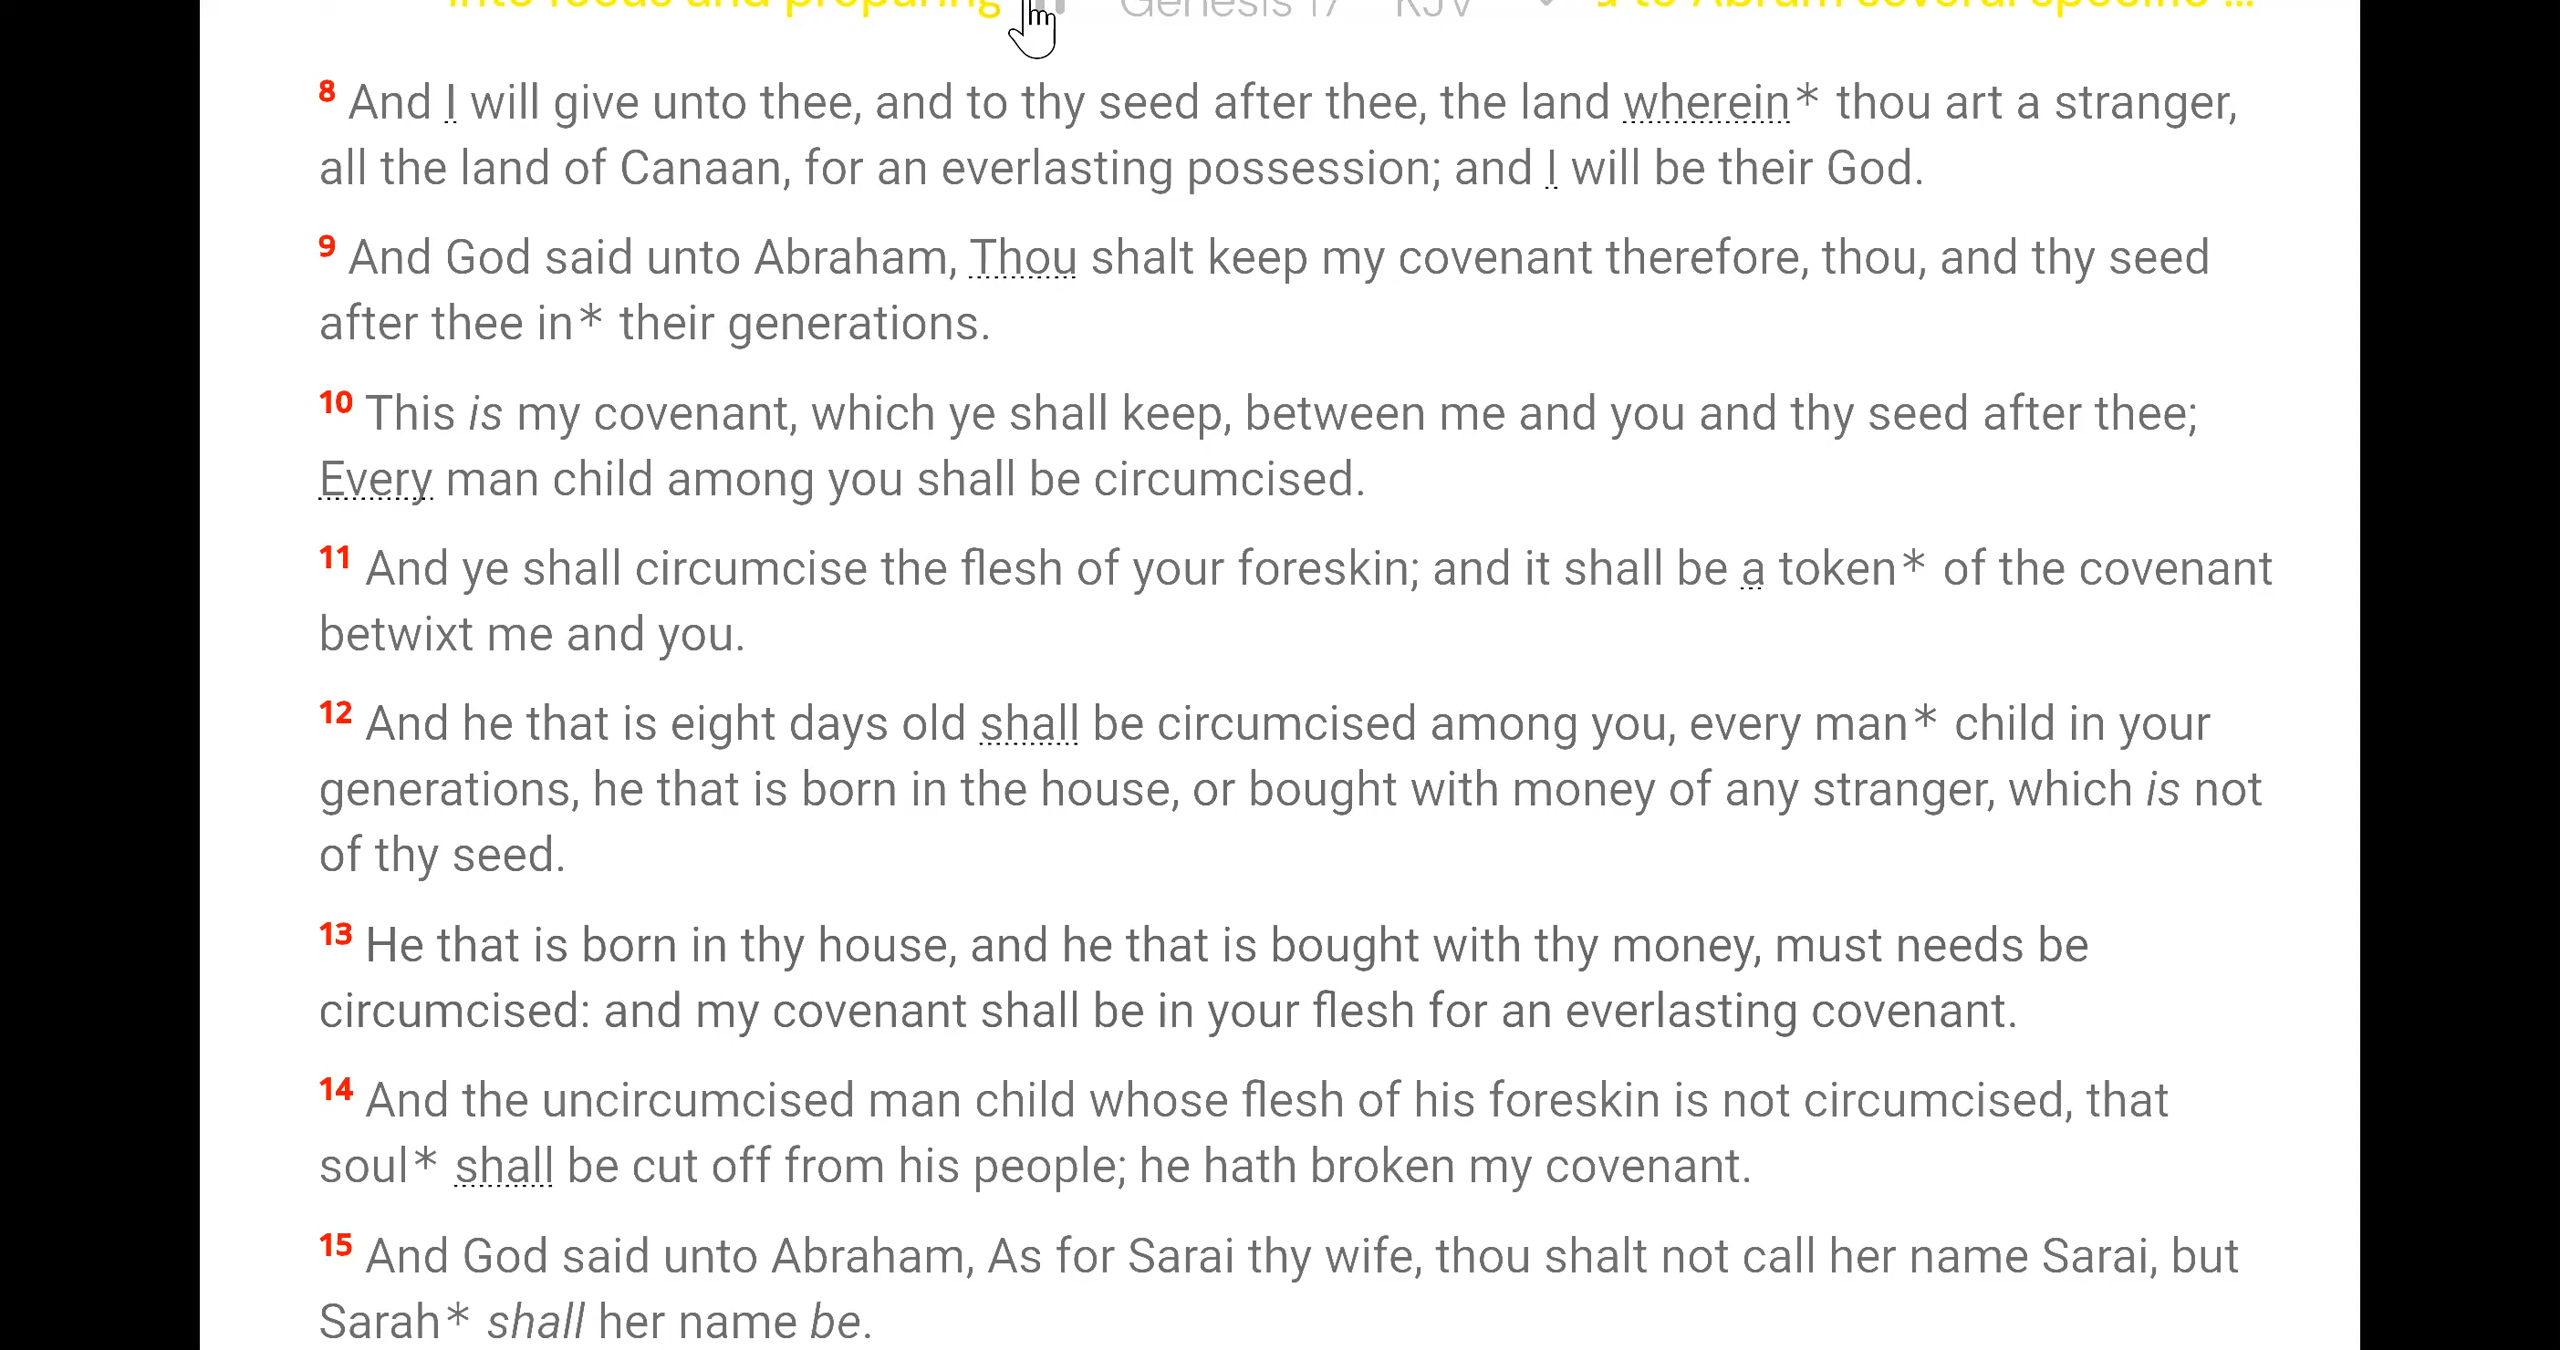 into focus and preparing Genesis 17 KJV to Abram several specific ...
8 And I will give unto thee, and to thy seed after thee, the land wherein* thou art a stranger,
all the land of Canaan, for an everlasting possession; and I will be their God.
9 And God said unto Abraham, Thou shalt keep my covenant therefore, thou, and thy seed
after thee in* their generations.
10 This is my covenant, which ye shall keep, between me and you and thy seed after thee;
Every man child among you shall be circumcised.
11 And ye shall circumcise the flesh of your foreskin; and it shall be a token* of the covenant
betwixt me and you.
12 And he that is eight days old shall be circumcised among you, every man* child in your
generations, he that is born in the house, or bought with money of any stranger, which is not
of thy seed.
13 He that is born in thy house, and he that is bought with thy money, must needs be
circumcised: and my covenant shall be in your flesh for an everlasting covenant.
14 And the uncircumcised man child whose flesh of his foreskin is not circumcised, that
soul* shall be cut off from his people; he hath broken my covenant.
15 And God said unto Abraham, As for Sarai thy wife, thou shalt not call her name Sarai, but
Sarah* shall her name be.